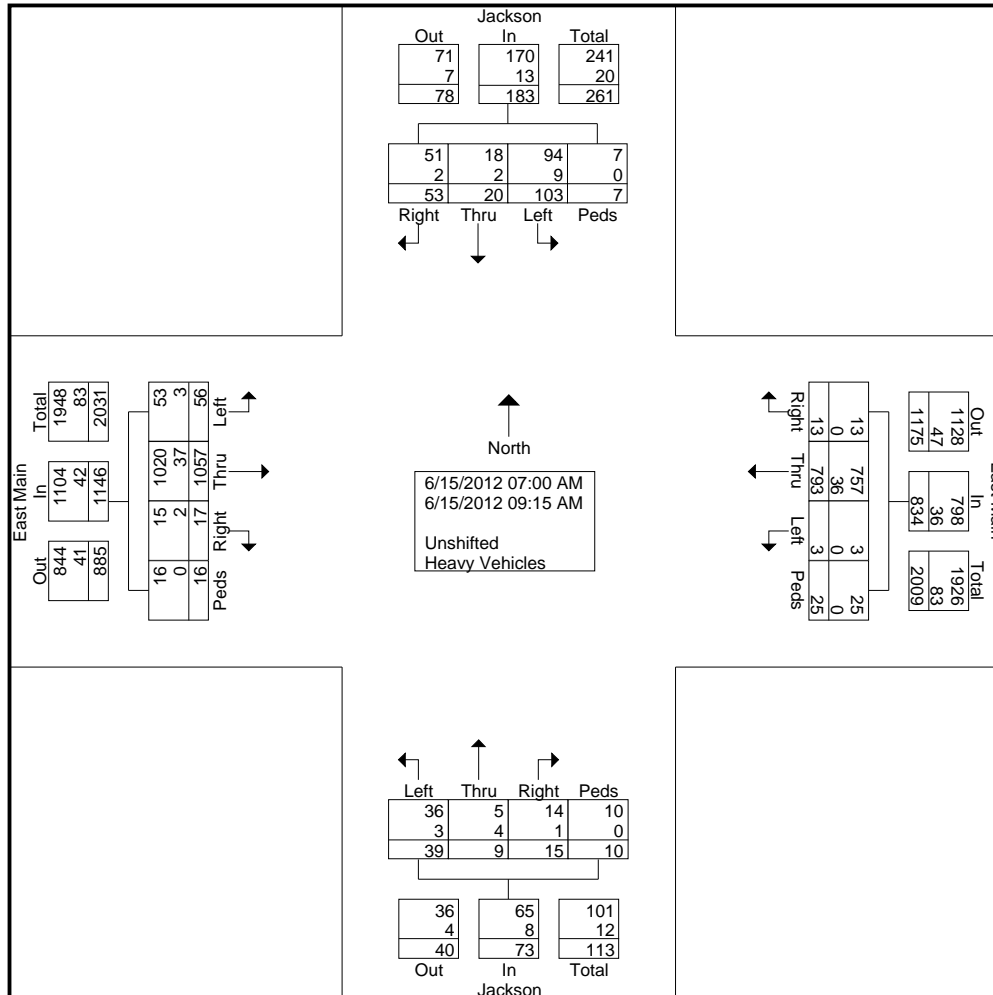 Jackson
Out In Total
71 170 241
7 13 20
78 183 261
51 18 94 7
2 2 9 0
53 20 103 7
Right Thru Left Peds
East Main
Total In Out
1948 1104 844
83 42 41
2031 1146 885
53 1020 15 16
3 37 2 0
56 1057 17 16
Left Thru Right Peds
North
6/15/2012 07:00 AM
6/15/2012 09:15 AM
Unshifted
Heavy Vehicles
Out In Total
1128 798 1926
47 36 83
1175 834 2009
13 757 3 25
0 36 0 0
13 793 3 25
Right Thru Left Peds
Left Thru Right Peds
36 5 14 10
3 4 1 0
39 9 15 10
36 65 101
4 8 12
40 73 113
Out In Total
Jackson